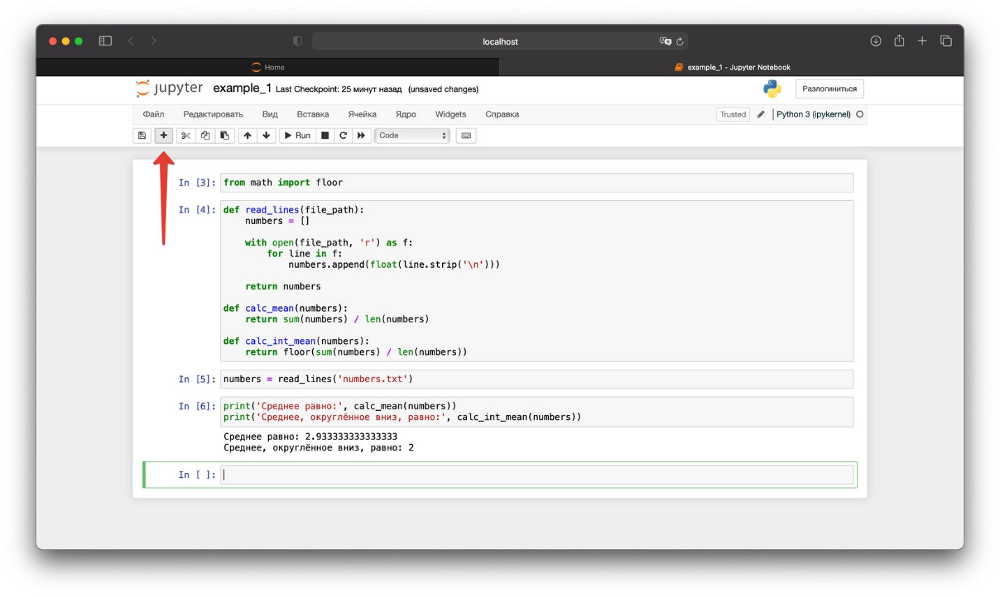 localhost
Home
example_1 - Jupyter Notebook
jupyter example_1 Last Checkpoint: 25 минут назад (unsaved changes)
Разлогиниться
Файл Редактировать Вид Вставка Ячейка Ядро Widgets Справка
Trusted Python 3 (ipykernel)
Run Code
In [3]: from math import floor
In [4]: def read_lines(file_path):
numbers = []
with open(file_path, 'r') as f:
for line in f:
numbers.append(float(line.strip('\n')))
return numbers
def calc_mean(numbers):
return sum(numbers) / len(numbers)
def calc_int_mean(numbers):
return floor(sum(numbers) / len(numbers))
In [5]: numbers = read_lines('numbers.txt')
In [6]: print('Среднее равно:', calc_mean(numbers))
print('Среднее, округлённое вниз, равно:', calc_int_mean(numbers))
Среднее равно: 2.933333333333333
Среднее, округлённое вниз, равно: 2
In [ ]: